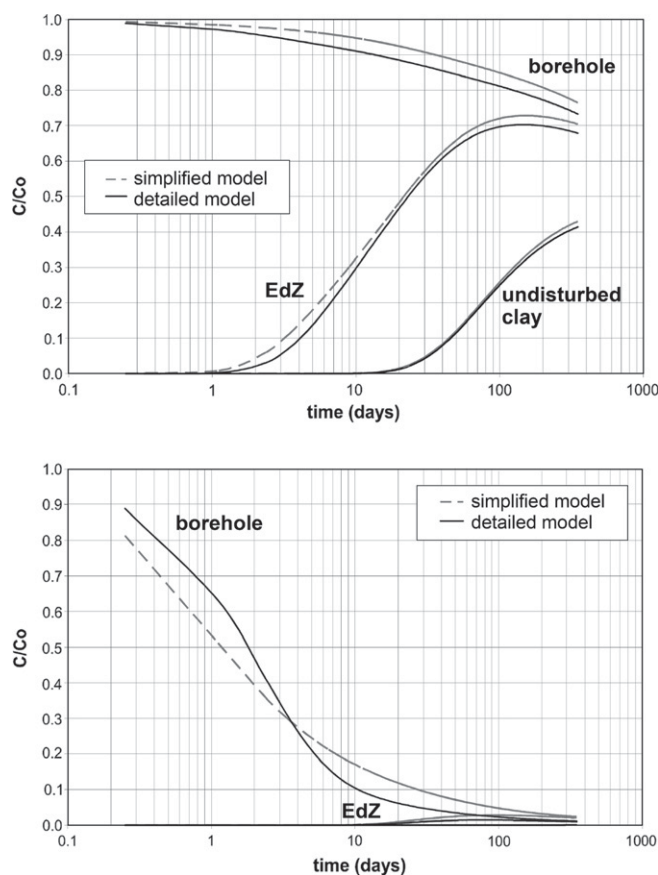 1.0
0.9
0.8
0.7
0.6
0.5
0.4
0.3
0.2
0.1
0.0
C/Co
borehole
simplified model
detailed model
EdZ
undisturbed
clay
0.1 1 10 100 1000
time (days)
1.0
0.9
0.8
0.7
0.6
0.5
0.4
0.3
0.2
0.1
0.0
C/Co
borehole
simplified model
detailed model
EdZ
0.1 1 10 100 1000
time (days)